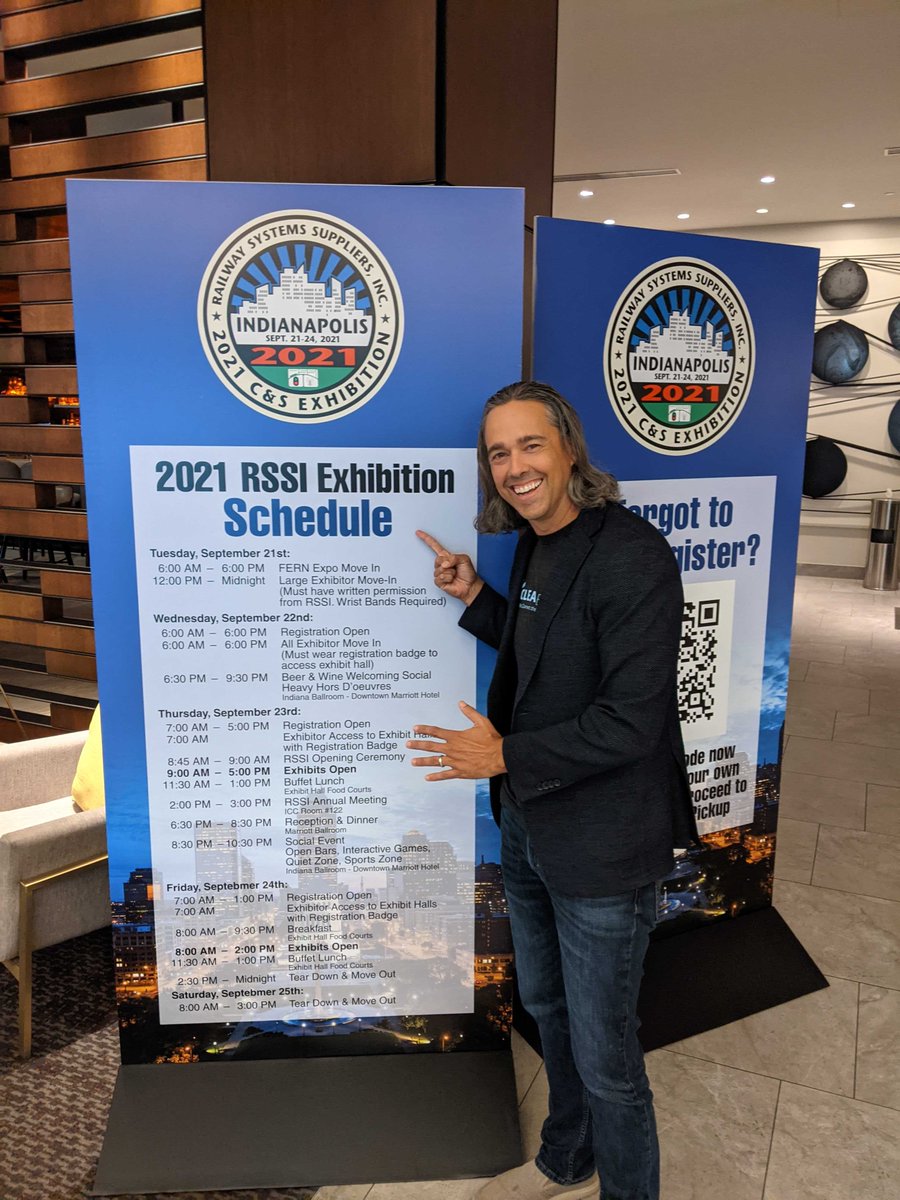 RAILWAY SYSTEMS SUPPLIERS, INC.
INDIANAPOLIS
SEPT. 21-24, 2021
2021
2021 C&S EXHIBITION
2021 RSSI Exhibition
Schedule
Tuesday, September 21st:
6:00 AM – 6:00 PM FERN Expo Move In
12:00 PM – Midnight Large Exhibitor Move-In
(Must have written permission
from RSSI. Wrist Bands Required)
Wednesday, September 22nd:
6:00 AM – 6:00 PM Registration Open
6:00 AM – 6:00 PM All Exhibitor Move In
(Must wear registration badge to
access exhibit hall)
6:30 PM – 9:30 PM Beer & Wine Welcoming Social
Heavy Hors D'oeuvres
Indiana Ballroom - Downtown Marriott Hotel
Thursday, September 23rd:
7:00 AM – 5:00 PM Registration Open
7:00 AM Exhibitor Access to Exhibit
with Registration Badge
8:45 AM – 9:00 AM RSSI Opening Ceremony
9:00 AM – 5:00 PM Exhibits Open
11:30 AM – 1:00 PM Buffet Lunch
Exhibit Hall Food Courts
2:00 PM – 3:00 PM RSSI Annual Meeting
ICC Room #122
6:30 PM – 8:30 PM Reception & Dinner
Marriott Ballroom
8:30 PM –10:30 PM Social Event
Open Bars, Interactive Games,
Quiet Zone, Sports Zone
Indiana Ballroom - Downtown Marriott Hotel
Friday, Septebmer 24th:
7:00 AM – 1:00 PM Registration Open
7:00 AM Exhibitor Access to Exhibit Halls
with Registration Badge
8:00 AM – 9:30 PM Breakfast
Exhibit Hall Food Courts
8:00 AM – 2:00 PM Exhibits Open
11:30 AM – 1:00 PM Buffet Lunch
Exhibit Hall Food Courts
2:30 PM – Midnight Tear Down & Move Out
Saturday, Septebmer 25th:
8:00 AM – 3:00 PM Tear Down & Move Out
RAILWAY SYSTEMS SUPPLIERS, INC.
INDIANAPOLIS
SEPT. 21-24, 2021
2021
2021 C&S EXHIBITION
orgot to
egister?
ode now
our own
roceed to
Pickup
CLEA